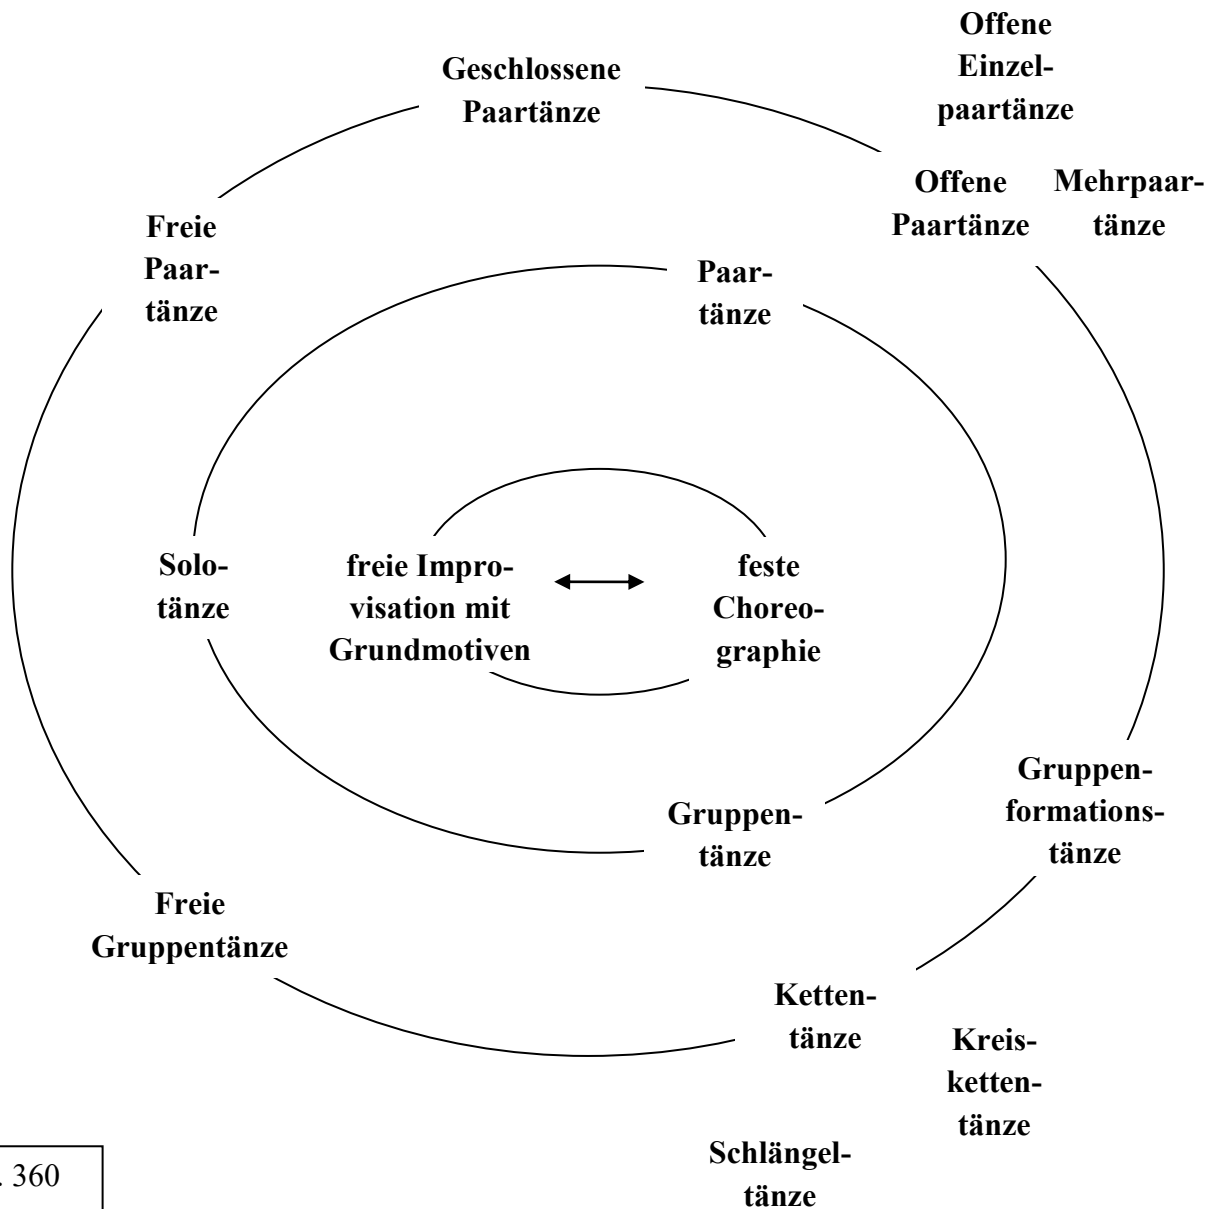 Offene
Einzel-
paartänze
Geschlossene
Paartänze
Offene
Paartänze
Mehrpaar-
tänze
Freie
Paar-
tänze
Paar-
tänze
Solo-
tänze
freie Impro-
visation mit
Grundmotiven
feste
Choreo-
graphie
Gruppen-
formations-
tänze
Gruppen-
tänze
Freie
Gruppentänze
Ketten-
tänze
Kreis-
ketten-
tänze
Schlängel-
tänze
. 360